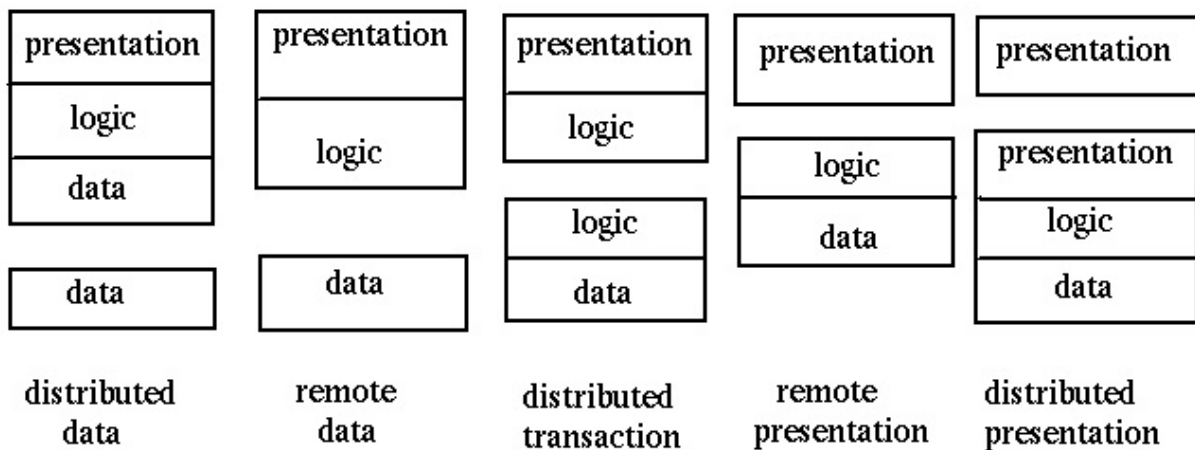 presentation
logic
data
data
distributed
data
presentation
logic
data
remote
data
presentation
logic
logic
data
distributed
transaction
presentation
logic
data
remote
presentation
presentation
presentation
logic
data
distributed
presentation